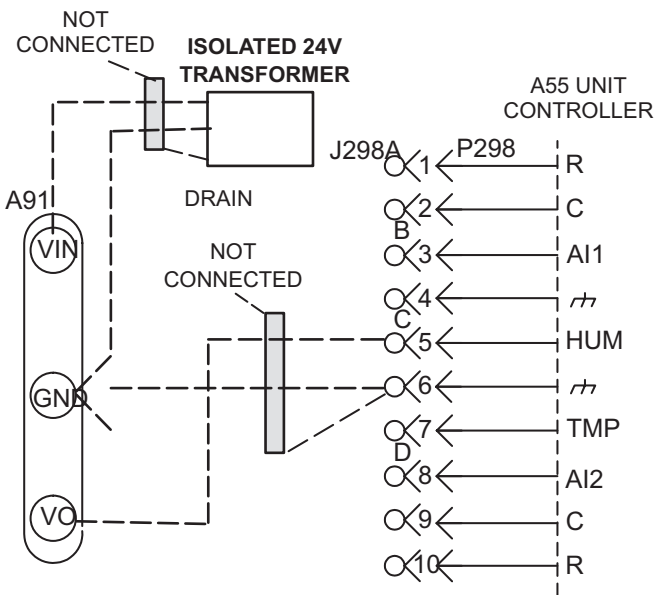 NOT
CONNECTED
ISOLATED 24V
TRANSFORMER
A55 UNIT
CONTROLLER
J298A
P298
1
R
A91
DRAIN
2
C
B
VIN
NOT
CONNECTED
3
AI1
4
C
5
HUM
GND
6
7
TMP
D
8
AI2
VO
9
C
10
R